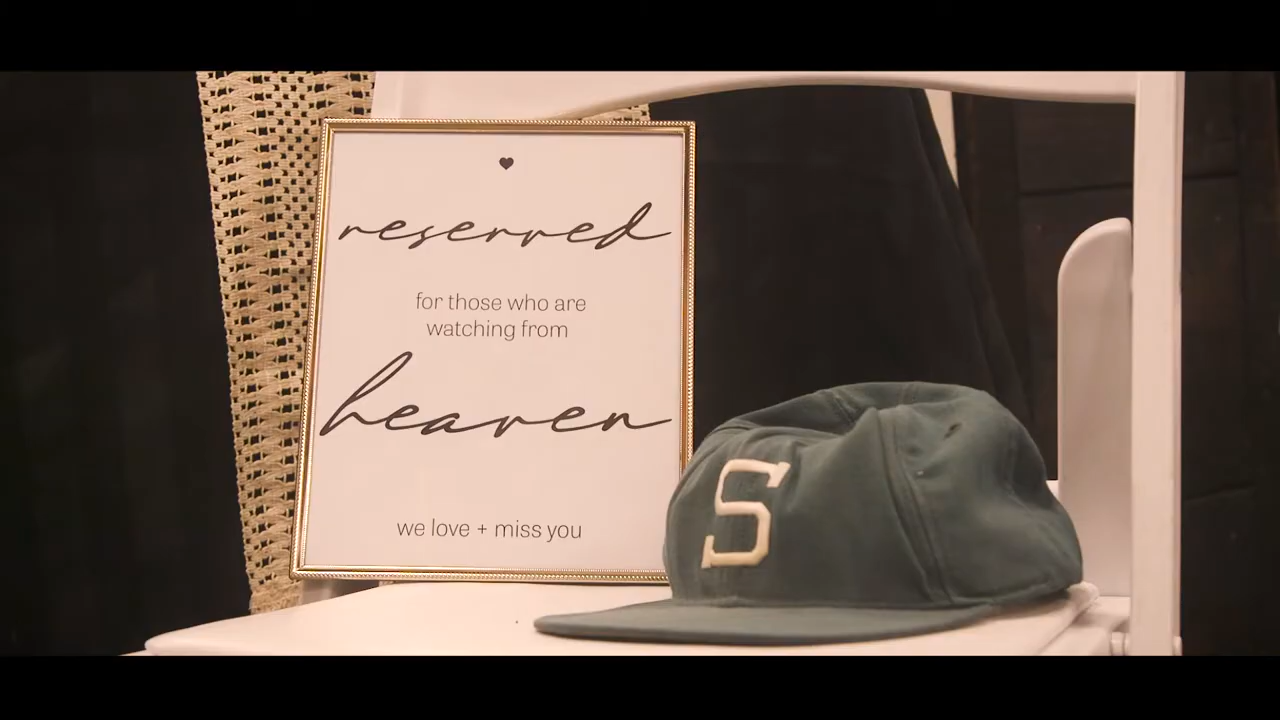 reserved
for those who are
watching from
heaven
we love + miss you
S